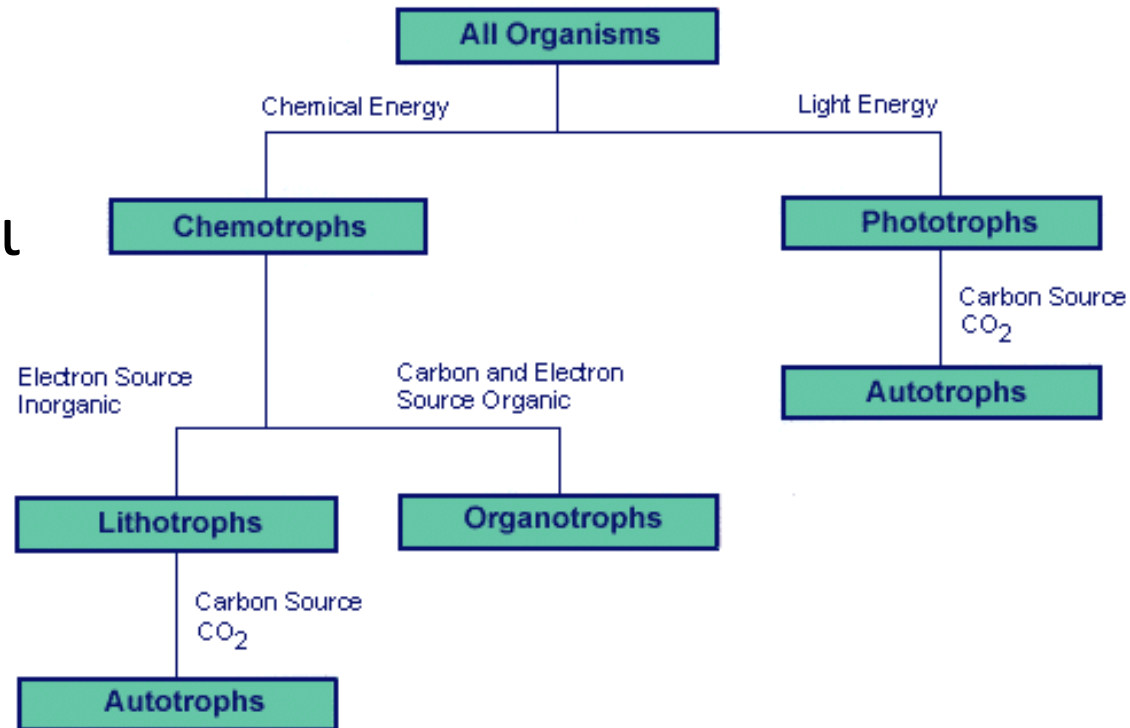 All Organisms
Chemical Energy
Light Energy
Chemotrophs
Phototrophs
Carbon Source
CO2
Autotrophs
Electron Source
Inorganic
Carbon and Electron
Source Organic
Lithotrophs
Organotrophs
Carbon Source
CO2
Autotrophs